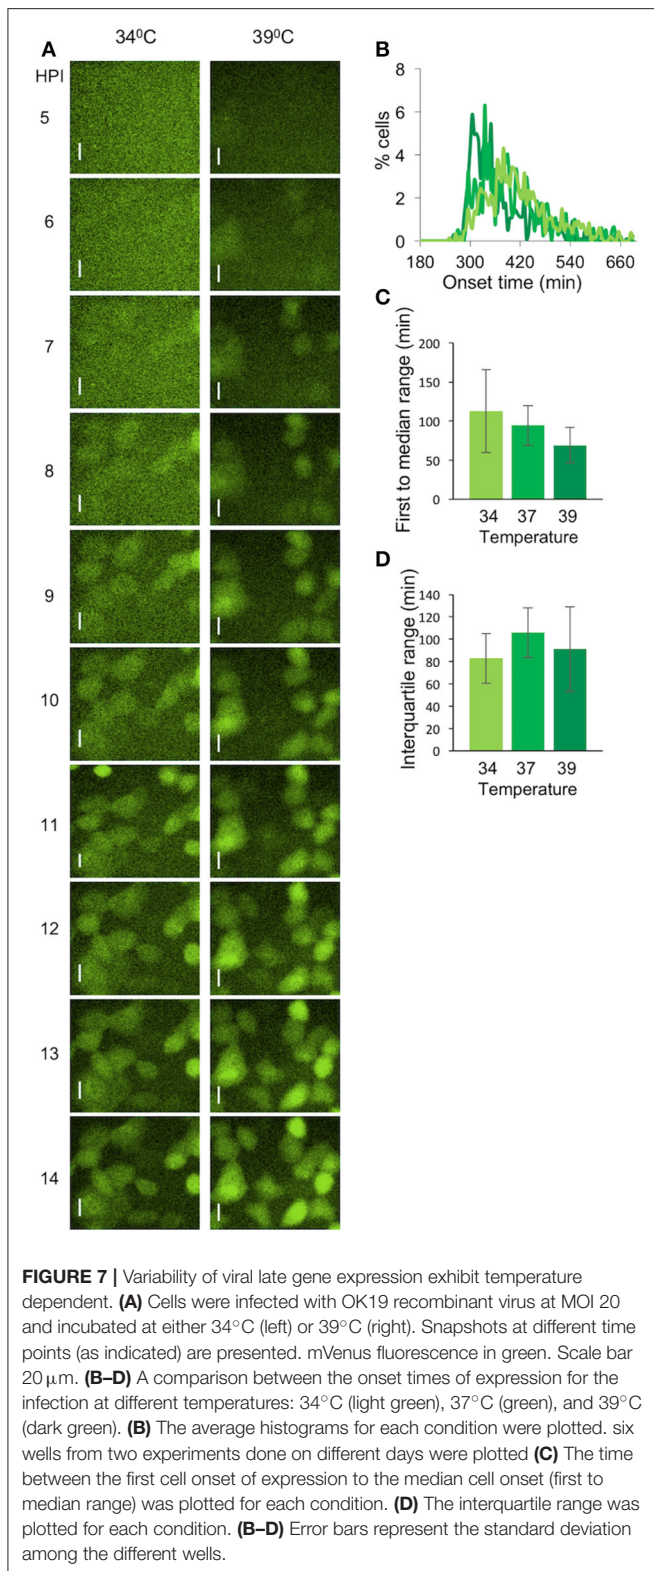 A
34⁰C
39⁰C
HPI
5
6
7
8
9
10
11
12
13
14
B
% cells
8
6
4
2
0
180 300 420 540 660
Onset time (min)
C
First to median range (min)
200
150
100
50
0
34 37 39
Temperature
D
Interquartile range (min)
140
120
100
80
60
40
20
0
34 37 39
Temperature
FIGURE 7 | Variability of viral late gene expression exhibit temperature
dependent. (A) Cells were infected with OK19 recombinant virus at MOI 20
and incubated at either 34°C (left) or 39°C (right). Snapshots at different time
points (as indicated) are presented. mVenus fluorescence in green. Scale bar
20 μm. (B–D) A comparison between the onset times of expression for the
infection at different temperatures: 34°C (light green), 37°C (green), and 39°C
(dark green). (B) The average histograms for each condition were plotted. six
wells from two experiments done on different days were plotted (C) The time
between the first cell onset of expression to the median cell onset (first to
median range) was plotted for each condition. (D) The interquartile range was
plotted for each condition. (B–D) Error bars represent the standard deviation
among the different wells.